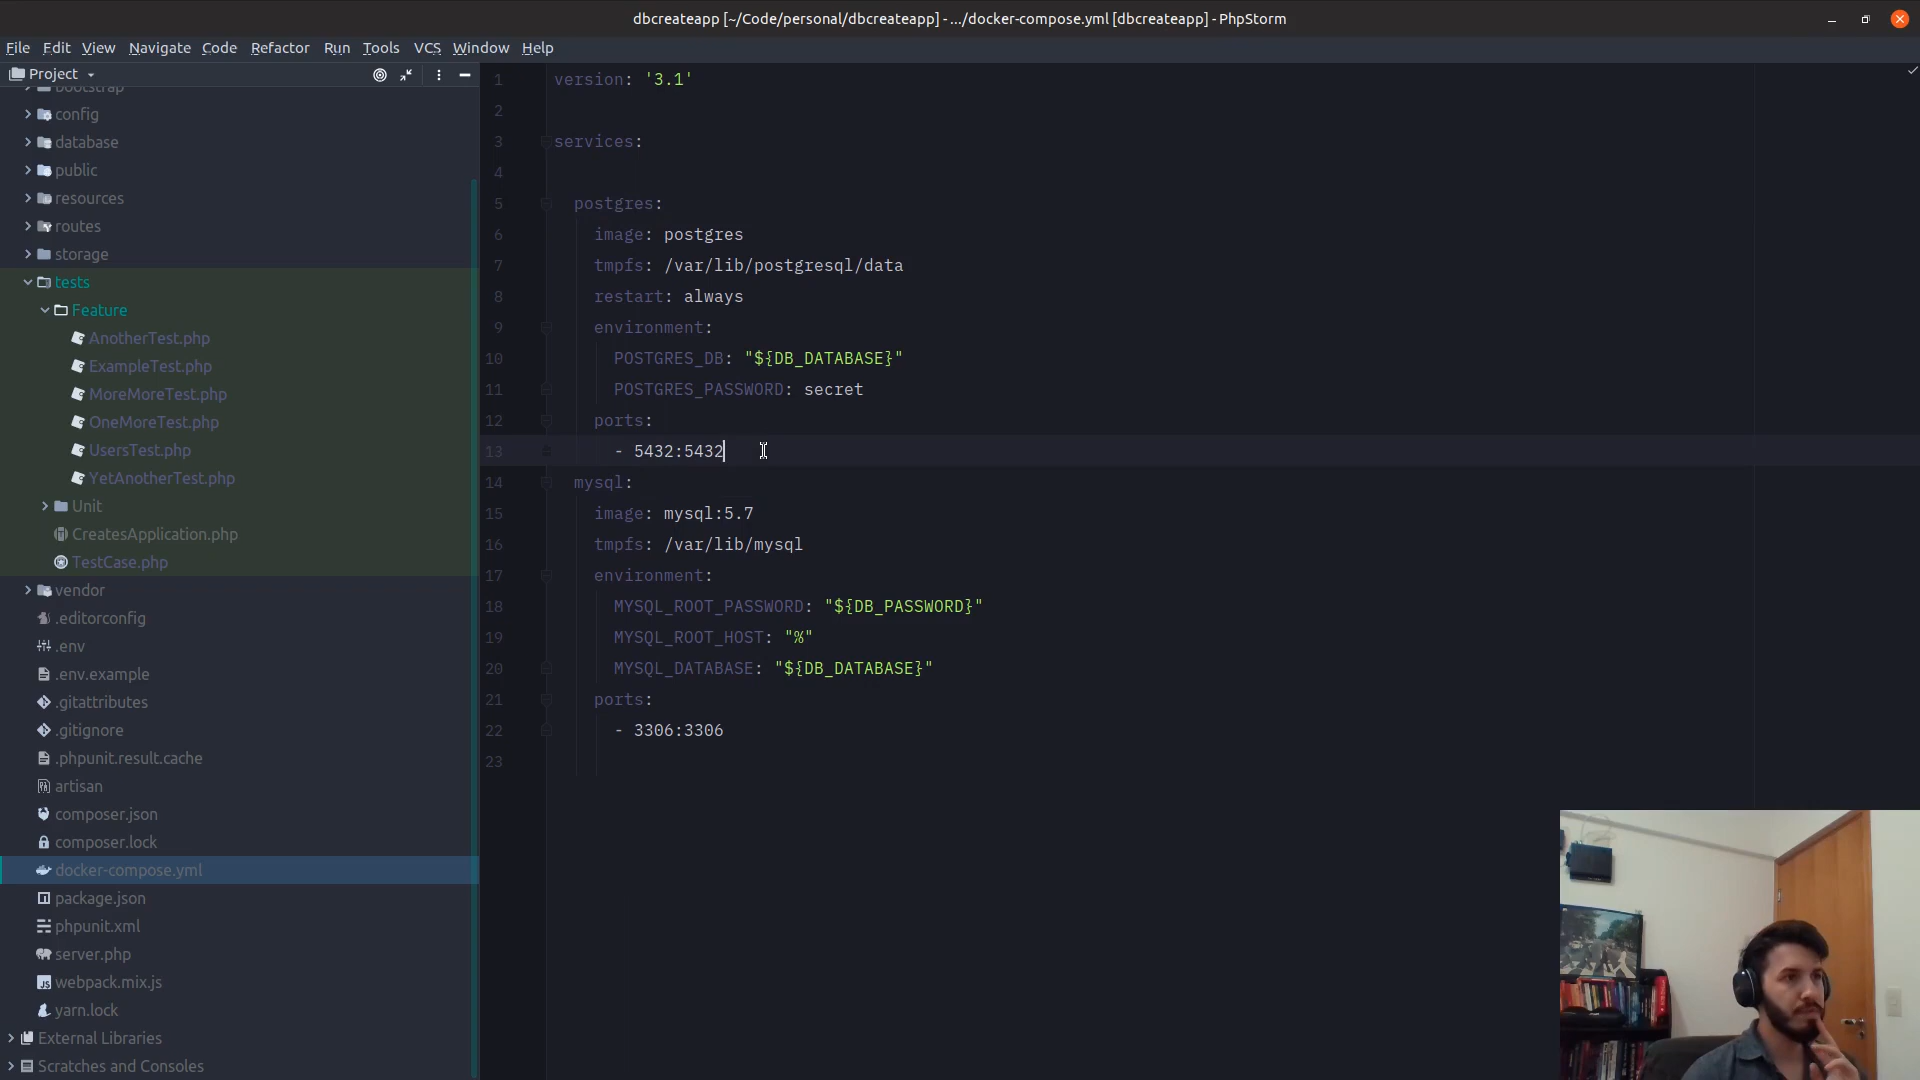 dbcreateapp [~/Code/personal/dbcreateapp] - .../docker-compose.yml [dbcreateapp] - PhpStorm
File Edit View Navigate Code Refactor Run Tools VCS Window Help
Project
bootstrap
config
database
public
resources
routes
storage
tests
Feature
AnotherTest.php
ExampleTest.php
MoreMoreTest.php
OneMoreTest.php
UsersTest.php
YetAnotherTest.php
Unit
CreatesApplication.php
TestCase.php
vendor
.editorconfig
.env
.env.example
.gitattributes
.gitignore
.phpunit.result.cache
artisan
composer.json
composer.lock
docker-compose.yml
package.json
phpunit.xml
server.php
webpack.mix.js
yarn.lock
External Libraries
Scratches and Consoles
1 version: '3.1'
2
3 services:
4
5 postgres:
6 image: postgres
7 tmpfs: /var/lib/postgresql/data
8 restart: always
9 environment:
10 POSTGRES_DB: "${DB_DATABASE}"
11 POSTGRES_PASSWORD: secret
12 ports:
13 - 5432:5432
14 mysql:
15 image: mysql:5.7
16 tmpfs: /var/lib/mysql
17 environment:
18 MYSQL_ROOT_PASSWORD: "${DB_PASSWORD}"
19 MYSQL_ROOT_HOST: "%"
20 MYSQL_DATABASE: "${DB_DATABASE}"
21 ports:
22 - 3306:3306
23